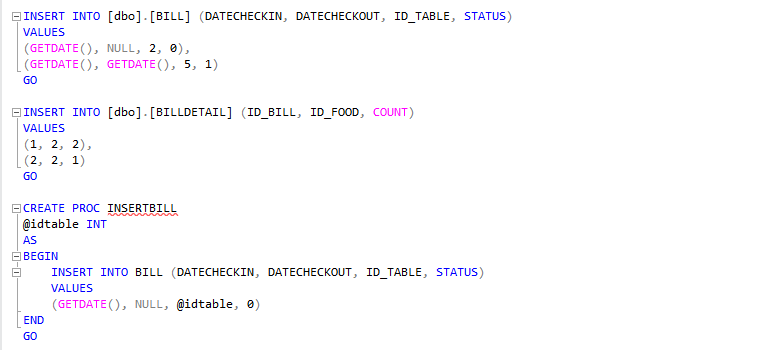 INSERT INTO [dbo].[BILL] (DATECHECKIN, DATECHECKOUT, ID_TABLE, STATUS)
VALUES
(GETDATE(), NULL, 2, 0),
(GETDATE(), GETDATE(), 5, 1)
GO
INSERT INTO [dbo].[BILLDETAIL] (ID_BILL, ID_FOOD, COUNT)
VALUES
(1, 2, 2),
(2, 2, 1)
GO
CREATE PROC INSERTBILL
@idtable INT
AS
BEGIN
INSERT INTO BILL (DATECHECKIN, DATECHECKOUT, ID_TABLE, STATUS)
VALUES
(GETDATE(), NULL, @idtable, 0)
END
GO